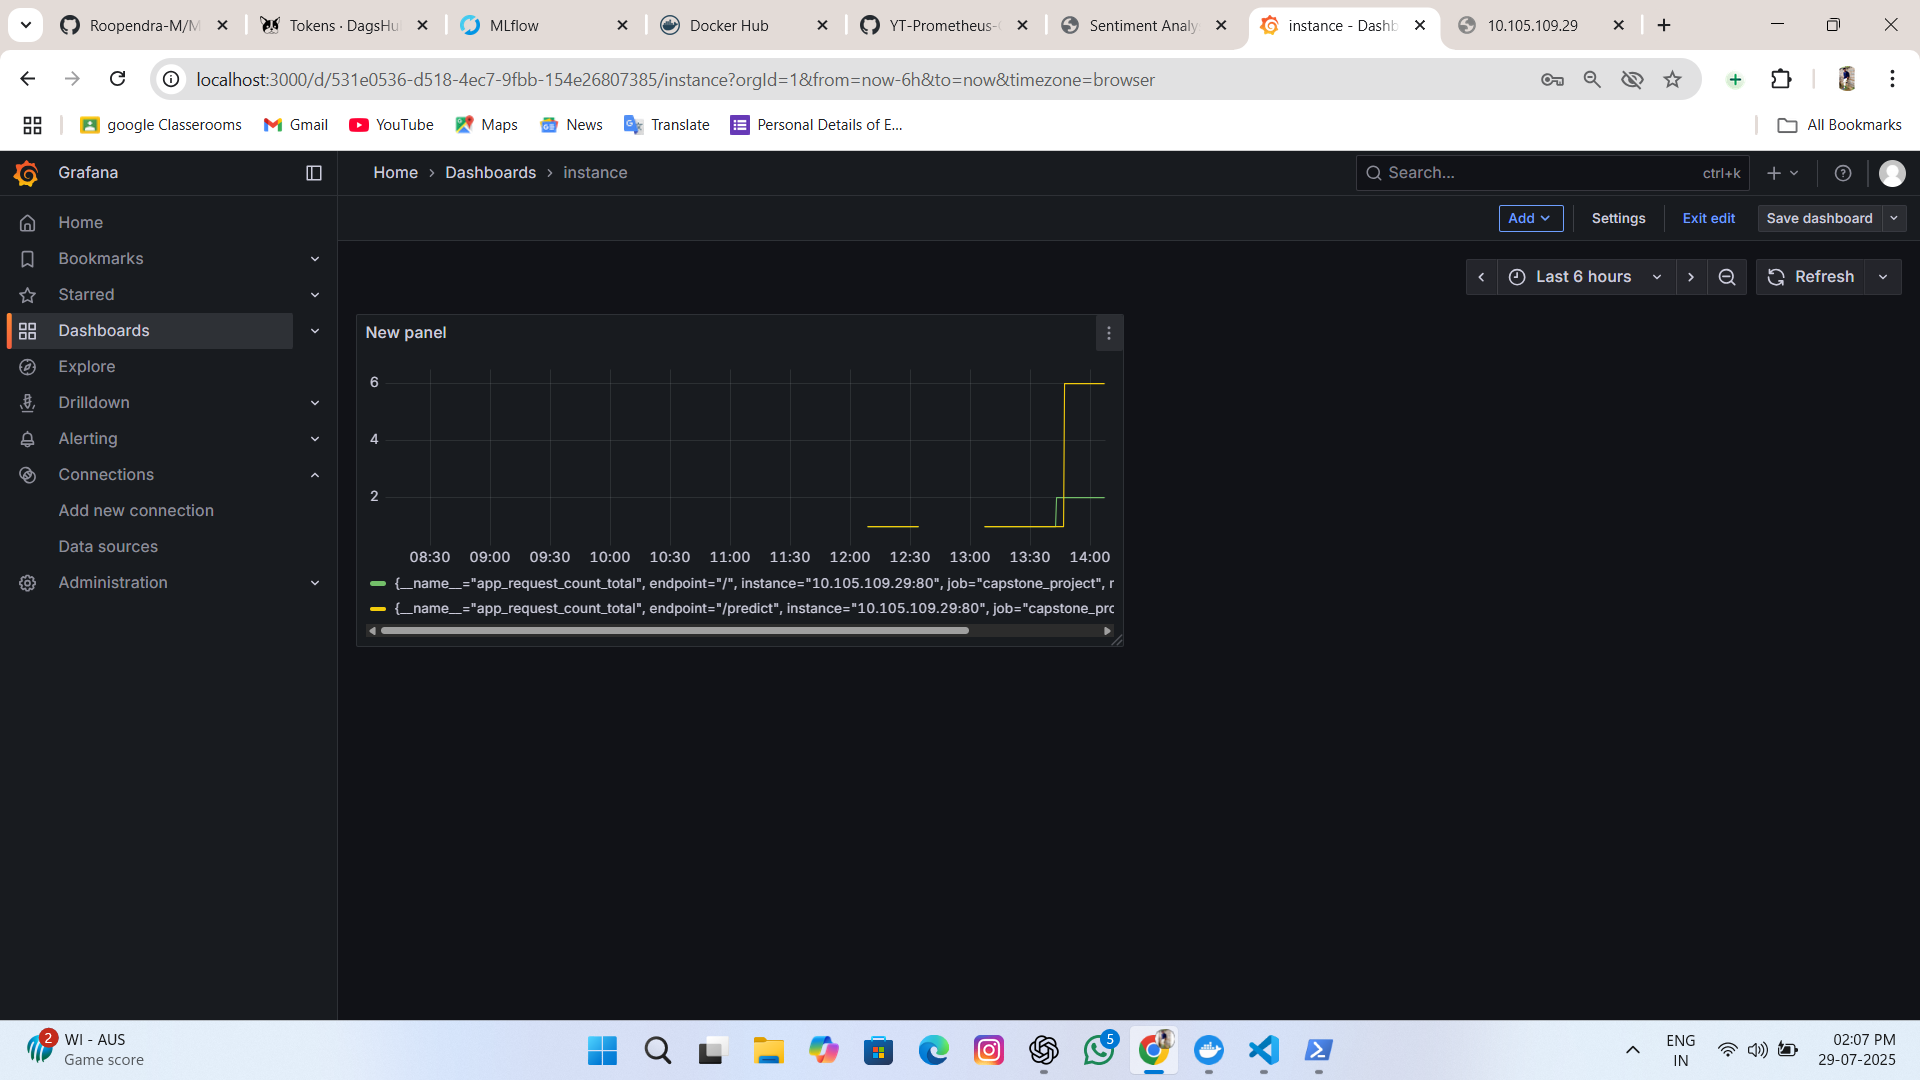 Roopendra-M/M
Tokens · DagsHu
MLflow
Docker Hub
YT-Prometheus-
Sentiment Analy
instance - Dashb
10.105.109.29
localhost:3000/d/531e0536-d518-4ec7-9fbb-154e26807385/instance?orgId=1&from=now-6h&to=now&timezone=browser
google Classerooms
Gmail
YouTube
Maps
News
Translate
Personal Details of E...
All Bookmarks
Grafana
Home › Dashboards › instance
Search...
ctrl+k
Add
Settings
Exit edit
Save dashboard
Last 6 hours
Refresh
Home
Bookmarks
Starred
Dashboards
Explore
Drilldown
Alerting
Connections
Add new connection
Data sources
Administration
New panel
6
4
2
08:30 09:00 09:30 10:00 10:30 11:00 11:30 12:00 12:30 13:00 13:30 14:00
{__name__="app_request_count_total", endpoint="/", instance="10.105.109.29:80", job="capstone_project", r
{__name__="app_request_count_total", endpoint="/predict", instance="10.105.109.29:80", job="capstone_prc
2
WI - AUS
Game score
5
ENG
IN
02:07 PM
29-07-2025